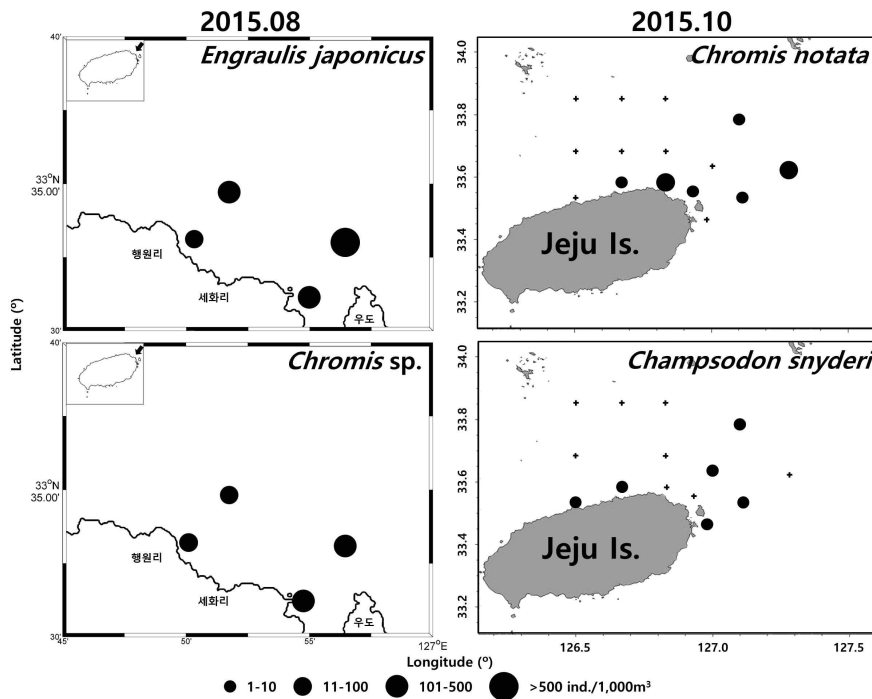 2015.08
2015.10
40'
Engraulis japonicus
33°N
35.00'
행원리
세화리
우도
30'
34.0
Chromis notata
33.8
33.6
33.4
33.2
Jeju Is.
Latitude (°)
40'
Chromis sp.
33°N
35.00'
행원리
세화리
우도
30'
45'
50'
55'
127°E
34.0
Champsodon snyderi
33.8
33.6
33.4
33.2
Jeju Is.
126.5
127.0
127.5
Longitude (°)
1-10 11-100 101-500 >500 ind./1,000m³